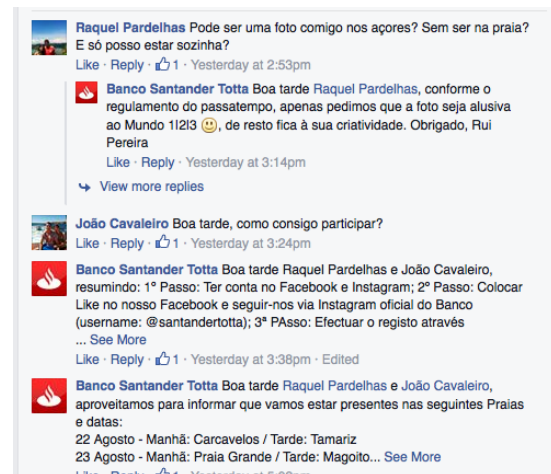 Raquel Pardelhas Pode ser uma foto comigo nos açores? Sem ser na praia?
E só posso estar sozinha?
Like · Reply · 1 · Yesterday at 2:53pm
Banco Santander Totta Boa tarde Raquel Pardelhas, conforme o
regulamento do passatempo, apenas pedimos que a foto seja alusiva
ao Mundo 1I2I3 🙂, de resto fica à sua criatividade. Obrigado, Rui
Pereira
Like · Reply · Yesterday at 3:14pm
View more replies
João Cavaleiro Boa tarde, como consigo participar?
Like · Reply · 1 · Yesterday at 3:24pm
Banco Santander Totta Boa tarde Raquel Pardelhas e João Cavaleiro,
resumindo: 1º Passo: Ter conta no Facebook e Instagram; 2º Passo: Colocar
Like no nosso Facebook e seguir-nos via Instagram oficial do Banco
(username: @santandertotta); 3ª PAsso: Efectuar o registo através
... See More
Like · Reply · 1 · Yesterday at 3:38pm · Edited
Banco Santander Totta Boa tarde Raquel Pardelhas e João Cavaleiro,
aproveitamos para informar que vamos estar presentes nas seguintes Praias
e datas:
22 Agosto - Manhã: Carcavelos / Tarde: Tamariz
23 Agosto - Manhã: Praia Grande / Tarde: Magoito... See More